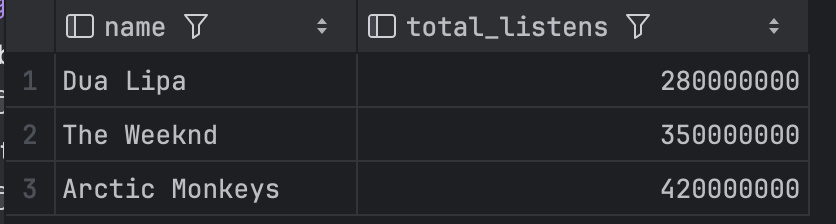 name total_listens
1 Dua Lipa 280000000
2 The Weeknd 350000000
3 Arctic Monkeys 420000000